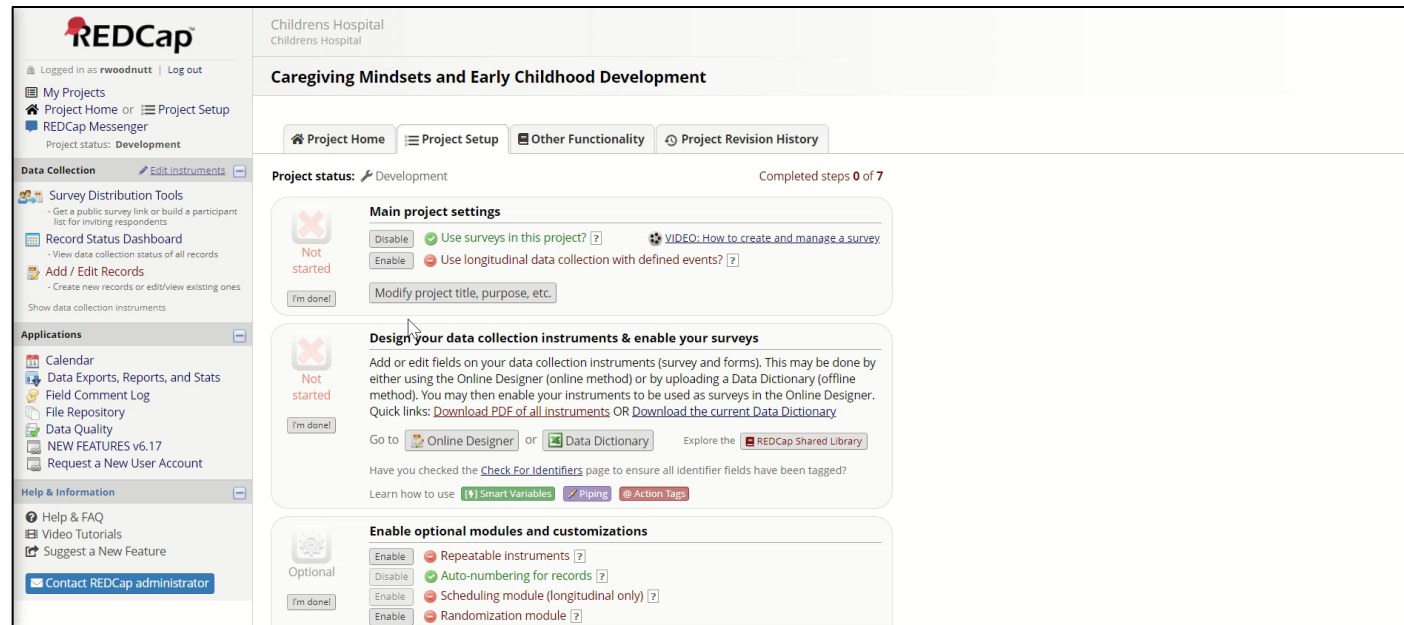 REDCap
Logged in as rwoodnutt | Log out
My Projects
Project Home or Project Setup
REDCap Messenger
Project status: Development
Data Collection
Edit instruments
Survey Distribution Tools
- Get a public survey link or build a participant
list for inviting respondents
Record Status Dashboard
- View data collection status of all records
Add / Edit Records
- Create new records or edit/view existing ones
Show data collection instruments
Applications
Calendar
Data Exports, Reports, and Stats
Field Comment Log
File Repository
Data Quality
NEW FEATURES v6.17
Request a New User Account
Help & Information
Help & FAQ
Video Tutorials
Suggest a New Feature
Contact REDCap administrator
Childrens Hospital
Childrens Hospital
Caregiving Mindsets and Early Childhood Development
Project Home
Project Setup
Other Functionality
Project Revision History
Project status: Development
Completed steps 0 of 7
Not
started
I'm done!
Main project settings
Disable Use surveys in this project? ? VIDEO: How to create and manage a survey
Enable Use longitudinal data collection with defined events? ?
Modify project title, purpose, etc.
Not
started
I'm done!
Design your data collection instruments & enable your surveys
Add or edit fields on your data collection instruments (survey and forms). This may be done by
either using the Online Designer (online method) or by uploading a Data Dictionary (offline
method). You may then enable your instruments to be used as surveys in the Online Designer.
Quick links: Download PDF of all instruments OR Download the current Data Dictionary
Go to Online Designer or Data Dictionary Explore the REDCap Shared Library
Have you checked the Check For Identifiers page to ensure all identifier fields have been tagged?
Learn how to use [ ] Smart Variables Piping @ Action Tags
Optional
I'm done!
Enable optional modules and customizations
Enable Repeatable instruments ?
Disable Auto-numbering for records ?
Enable Scheduling module (longitudinal only) ?
Enable Randomization module ?